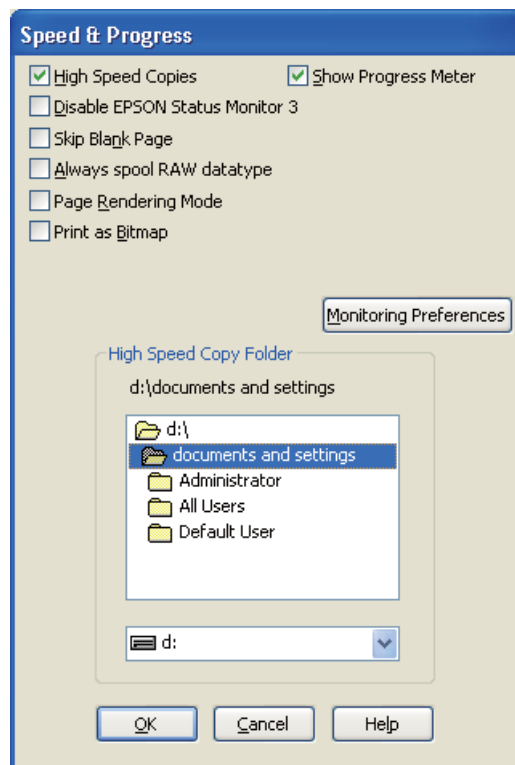 Speed & Progress
High Speed Copies
Show Progress Meter
Disable EPSON Status Monitor 3
Skip Blank Page
Always spool RAW datatype
Page Rendering Mode
Print as Bitmap
Monitoring Preferences
High Speed Copy Folder
d:\documents and settings
d:\
documents and settings
Administrator
All Users
Default User
d:
OK
Cancel
Help